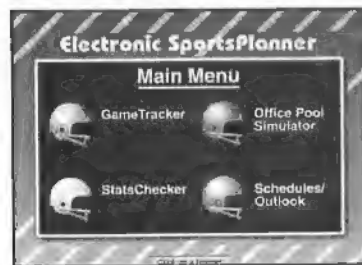 Electronic SportsPlanner
Main Menu
GameTracker
Office Pool
Simulator
StatsChecker
Schedules/
Outlook